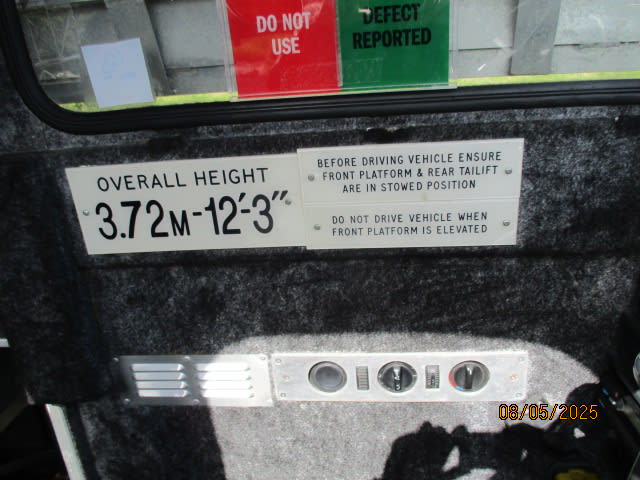 DO NOT
USE
DEFECT
REPORTED
OVERALL HEIGHT
3.72M-12'-3"
BEFORE DRIVING VEHICLE ENSURE
FRONT PLATFORM & REAR TAILIFT
ARE IN STOWED POSITION
DO NOT DRIVE VEHICLE WHEN
FRONT PLATFORM IS ELEVATED
08/05/2025